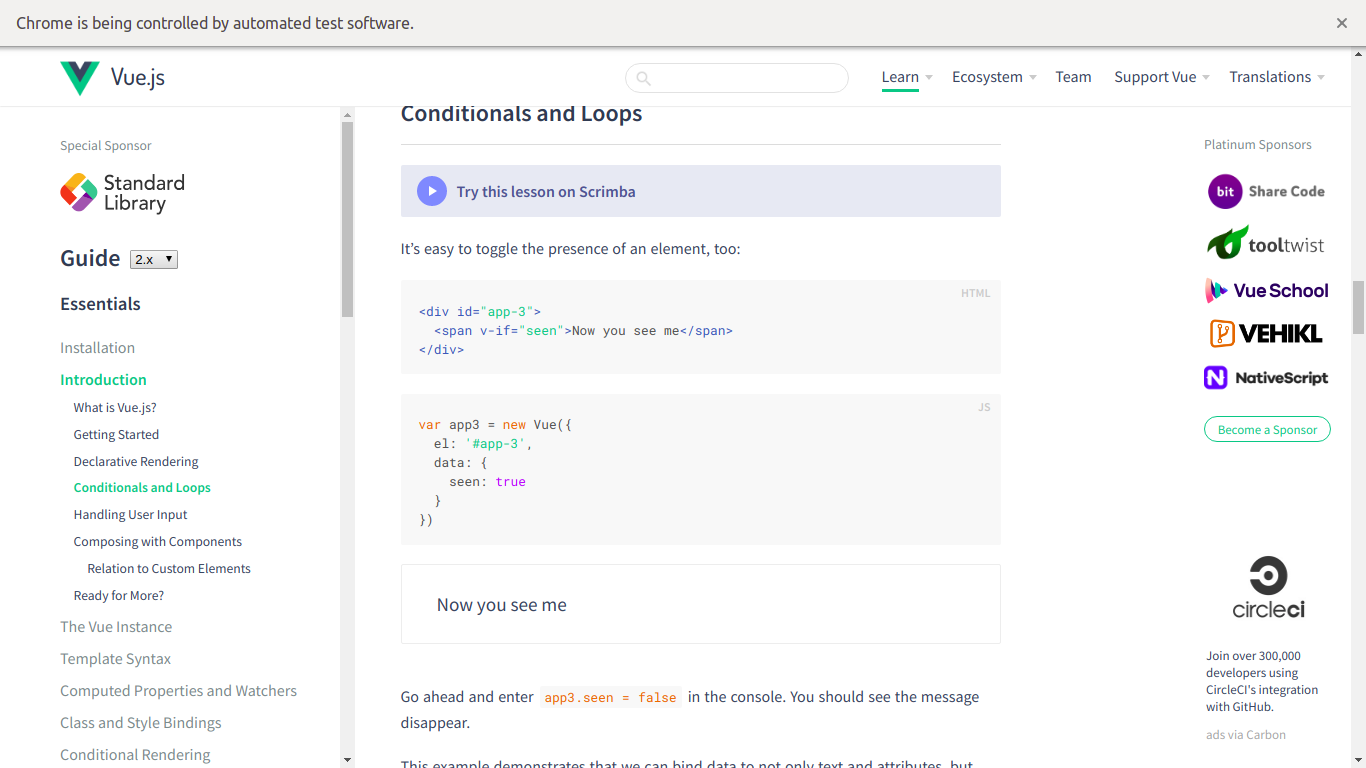 Chrome is being controlled by automated test software.
Vue.js
Learn
Ecosystem
Team
Support Vue
Translations
Special Sponsor
Standard
Library
Guide 2.x
Essentials
Installation
Introduction
What is Vue.js?
Getting Started
Declarative Rendering
Conditionals and Loops
Handling User Input
Composing with Components
Relation to Custom Elements
Ready for More?
The Vue Instance
Template Syntax
Computed Properties and Watchers
Class and Style Bindings
Conditional Rendering
Conditionals and Loops
Try this lesson on Scrimba
It’s easy to toggle the presence of an element, too:
HTML
<div id="app-3">
  <span v-if="seen">Now you see me</span>
</div>
JS
var app3 = new Vue({
  el: '#app-3',
  data: {
    seen: true
  }
})
Now you see me
Go ahead and enter app3.seen = false in the console. You should see the message
disappear.
This example demonstrates that we can bind data to not only text and attributes, but
Platinum Sponsors
bit Share Code
tooltwist
Vue School
VEHIKL
N NativeScript
Become a Sponsor
circleci
Join over 300,000
developers using
CircleCI's integration
with GitHub.
ads via Carbon